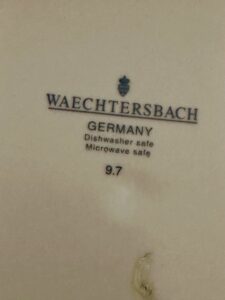 WAECHTERSBACH
GERMANY
Dishwasher safe
Microwave safe
9.7